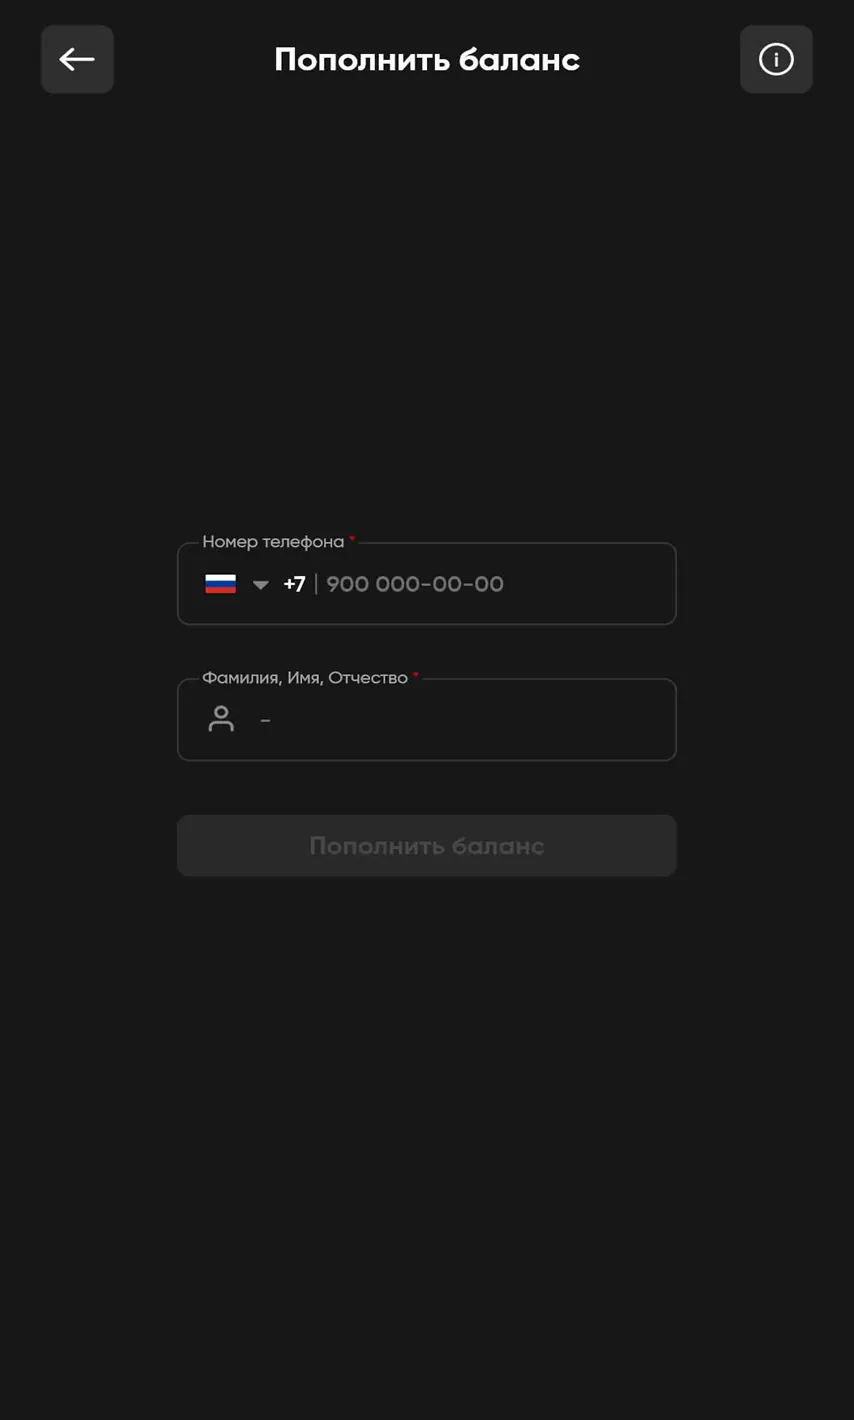 Пополнить баланс
Номер телефона *
+7 | 900 000-00-00
Фамилия, Имя, Отчество *
-
Пополнить баланс